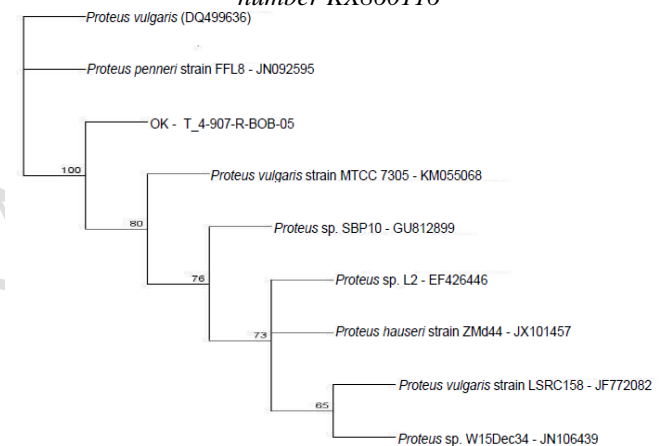 number KX860116
Proteus vulgaris (DQ499636)
Proteus penneri strain FFL8 - JN092595
OK - T_4-907-R-BOB-05
100
Proteus vulgaris strain MTCC 7305 - KM055068
80
Proteus sp. SBP10 - GU812899
76
Proteus sp. L2 - EF426446
73
Proteus hauseri strain ZMd44 - JX101457
Proteus vulgaris strain LSRC158 - JF772082
65
Proteus sp. W15Dec34 - JN106439